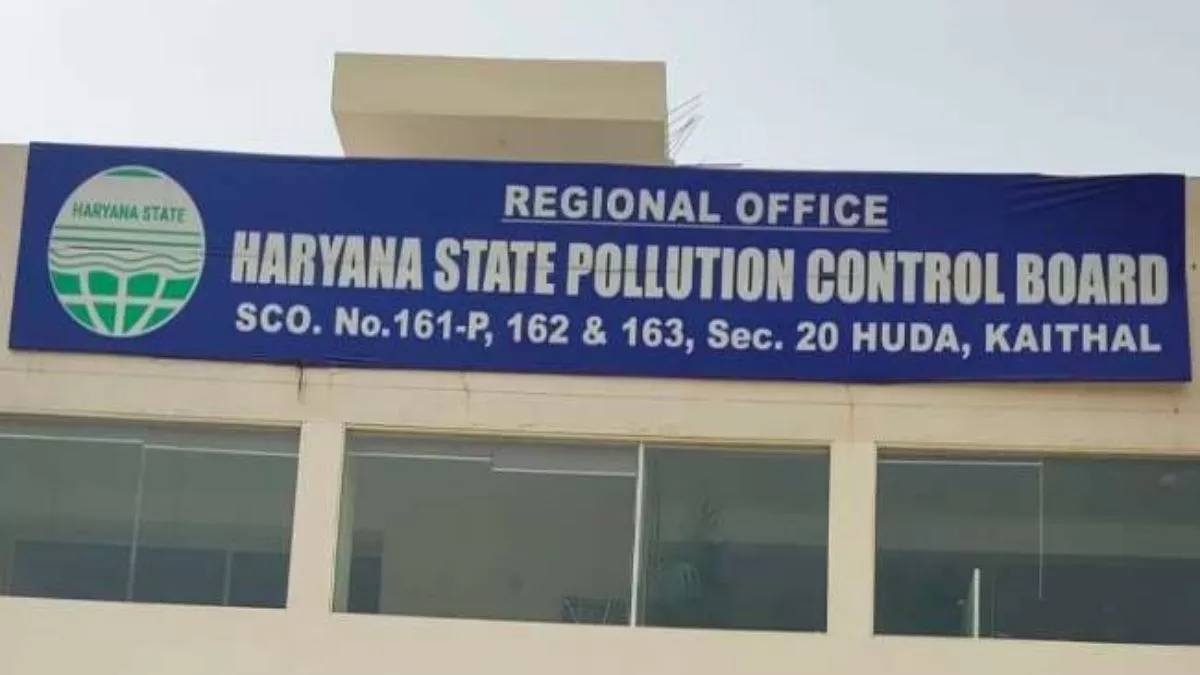 HARYANA STATE
REGIONAL OFFICE
HARYANA STATE POLLUTION CONTROL BOARD
SCO. No.161-P, 162 & 163, Sec. 20 HUDA, KAITHAL